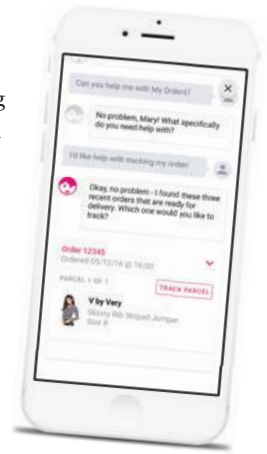 g
Can you help me with My Orders?
No problem, Mary! What specifically
do you need help with?
I'd like help with tracking my order!
Okay, no problem - I found these three
recent orders that are ready for
delivery. Which one would you like to
track?
Order 12345
Ordered 05/12/16 @ 16:00
PARCEL 1 OF 1
TRACK PARCEL
V by Very
Skinny Rib Striped Jumper
Size 8